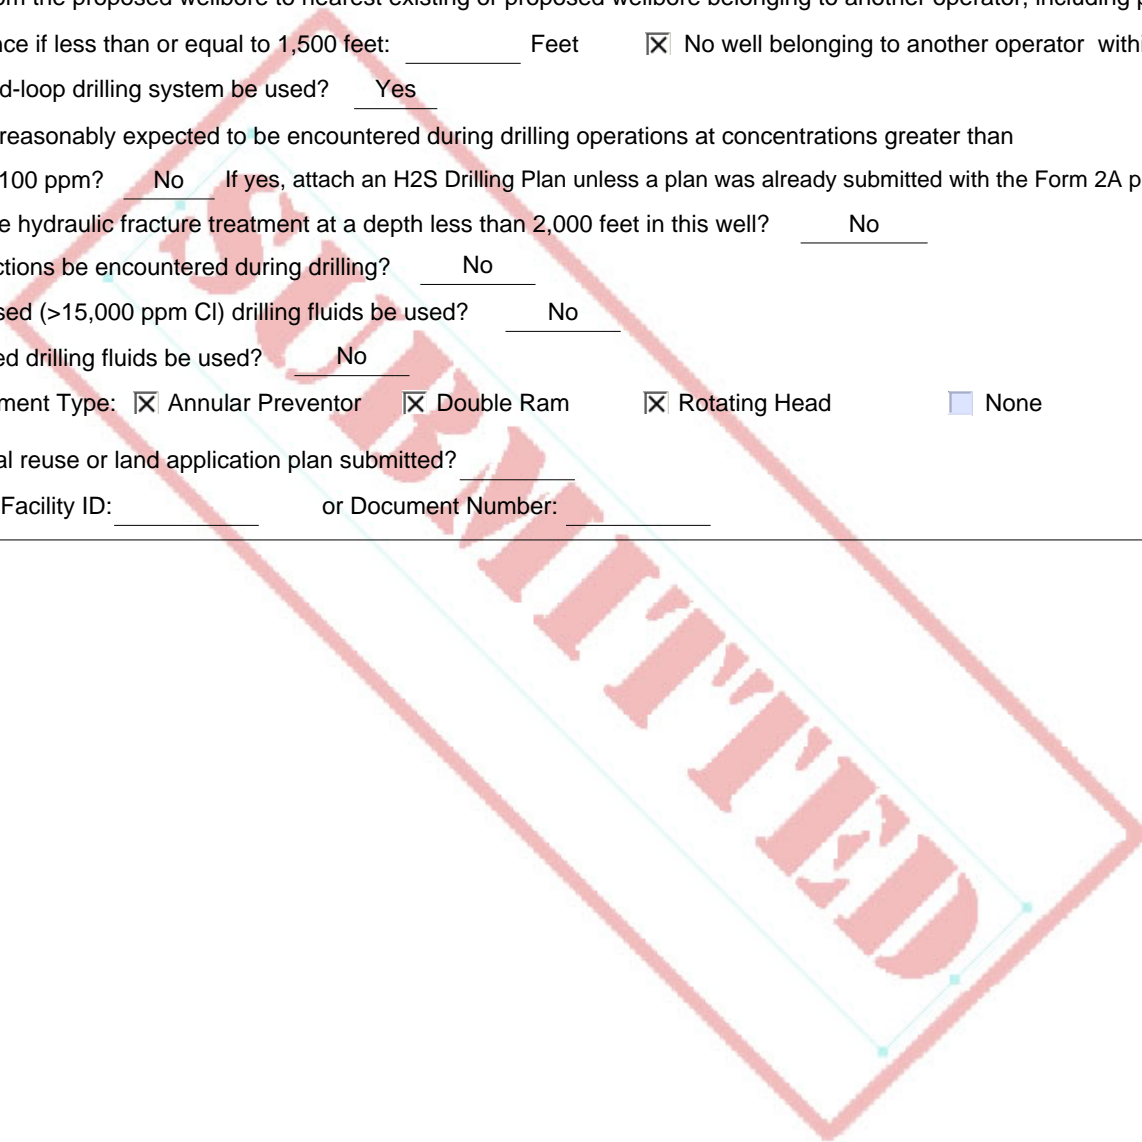 om the proposed wellbore to nearest existing or proposed wellbore belonging to another operator, including p
nce if less than or equal to 1,500 feet: Feet No well belonging to another operator withi
d-loop drilling system be used? Yes
reasonably expected to be encountered during drilling operations at concentrations greater than
100 ppm? No If yes, attach an H2S Drilling Plan unless a plan was already submitted with the Form 2A p
e hydraulic fracture treatment at a depth less than 2,000 feet in this well? No
ctions be encountered during drilling? No
sed (>15,000 ppm Cl) drilling fluids be used? No
ed drilling fluids be used? No
ment Type: Annular Preventor Double Ram Rotating Head None
al reuse or land application plan submitted?
Facility ID: or Document Number:
SUBMITTED